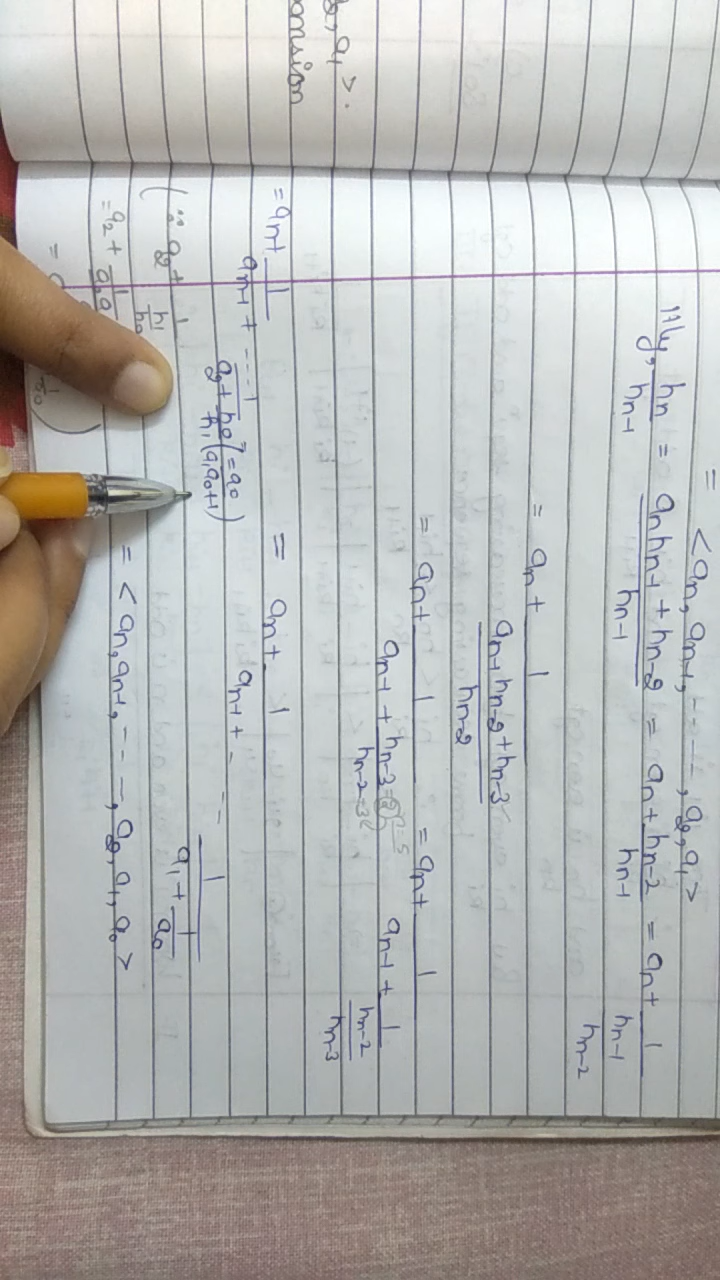 = < aₙ, aₙ₋₁, - - - -, a₂, a₁ >
lllly, hₙ/hₙ₋₁ = (aₙhₙ₋₁ + hₙ₋₂)/hₙ₋₁ = aₙ + hₙ₋₂/hₙ₋₁ = aₙ + 1/(hₙ₋₁/hₙ₋₂)
= aₙ + 1/((aₙ₋₁hₙ₋₂ + hₙ₋₃)/hₙ₋₂)
= aₙ + 1/(aₙ₋₁ + hₙ₋₃/hₙ₋₂) = aₙ + 1/(aₙ₋₁ + 1/(hₙ₋₂/hₙ₋₃))
= aₙ + 1/(aₙ₋₁ + - - - - 1/(a₂ + h₀/h₁ (= a₀/(a₁a₀+1)))) = aₙ + 1/(aₙ₋₁ + - - - 1/(a₁ + 1/a₀))
= < aₙ, aₙ₋₁, - - - -, a₂, a₁, a₀ >
(∵ a₂ + 1/(h₁/h₀)
= a₂ + 1
, a₁ >.